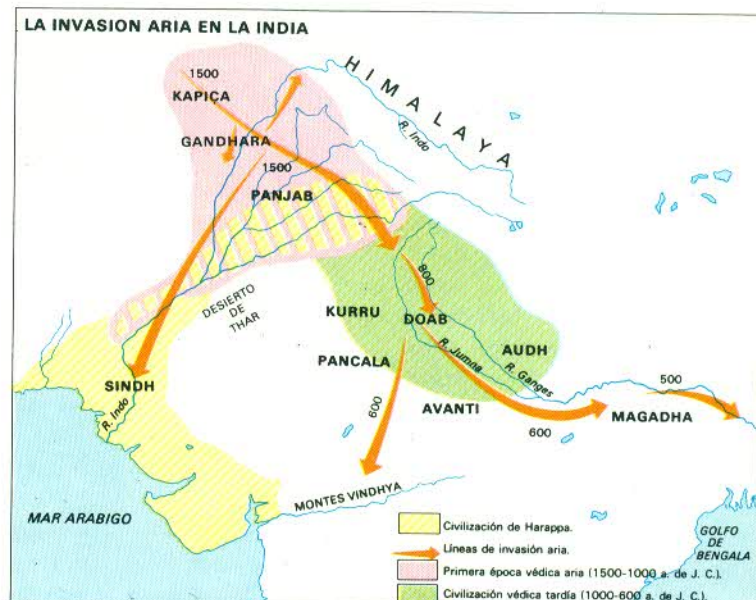 LA INVASION ARIA EN LA INDIA
1500
KAPIÇA
HIMALAYA
R. Indo
GANDHARA
1500
PANJAB
DESIERTO
DE
THAR
800
KURRU
DOAB
AUDH
R. Jumna
R. Ganges
PANCALA
SINDH
R. Indo
600
AVANTI
500
MAGADHA
600
MONTES VINDHYA
MAR ARABIGO
GOLFO
DE
BENGALA
Civilización de Harappa.
Líneas de invasión aria.
Primera época védica aria (1500-1000 a. de J. C.).
Civilización védica tardía (1000-600 a. de J. C.).